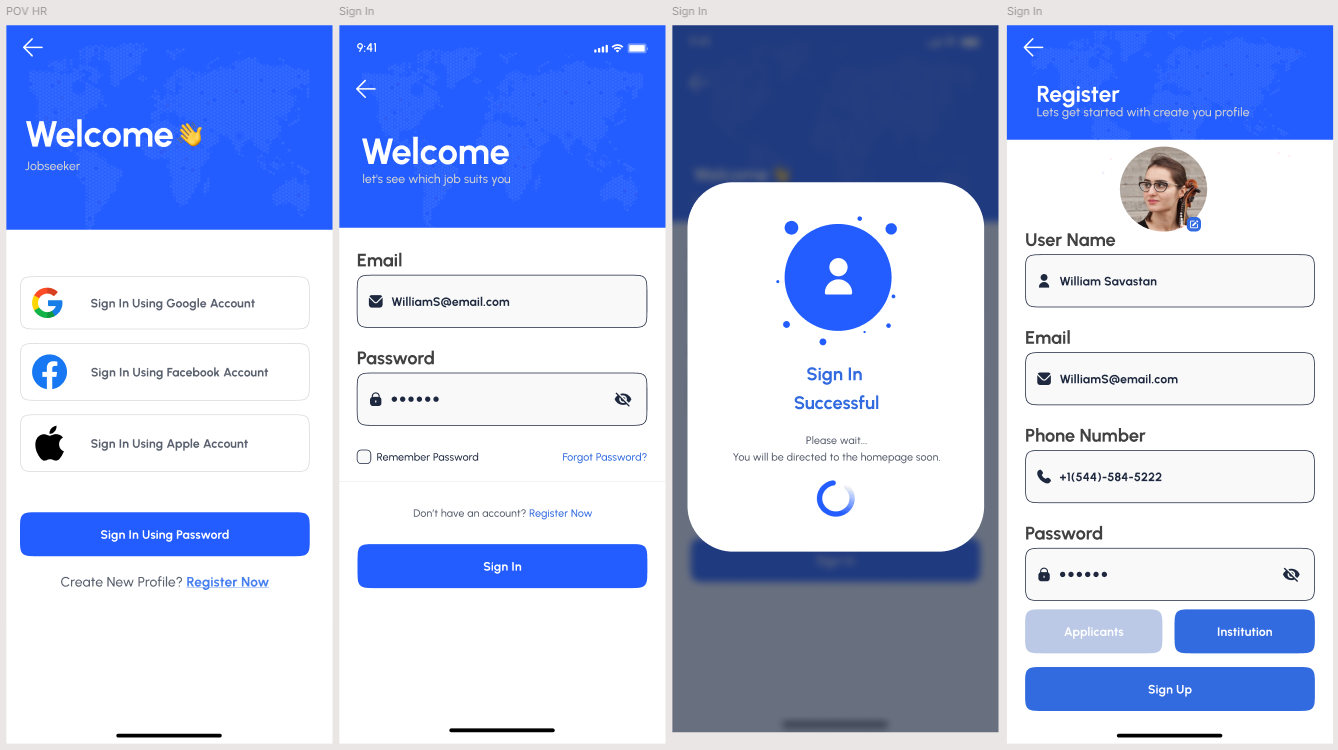 POV HR
Welcome 👋
Jobseeker
Sign In Using Google Account
Sign In Using Facebook Account
Sign In Using Apple Account
Sign In Using Password
Create New Profile? Register Now
Sign In
9:41
Welcome
let's see which job suits you
Email
WilliamS@email.com
Password
••••••
Remember Password
Forgot Password?
Don't have an account? Register Now
Sign In
Sign In
Welcome 👋
Sign In
Successful
Please wait...
You will be directed to the homepage soon.
Sign In
Sign In
Register
Lets get started with create you profile
User Name
William Savastan
Email
WilliamS@email.com
Phone Number
+1(544)-584-5222
Password
••••••
Applicants
Institution
Sign Up